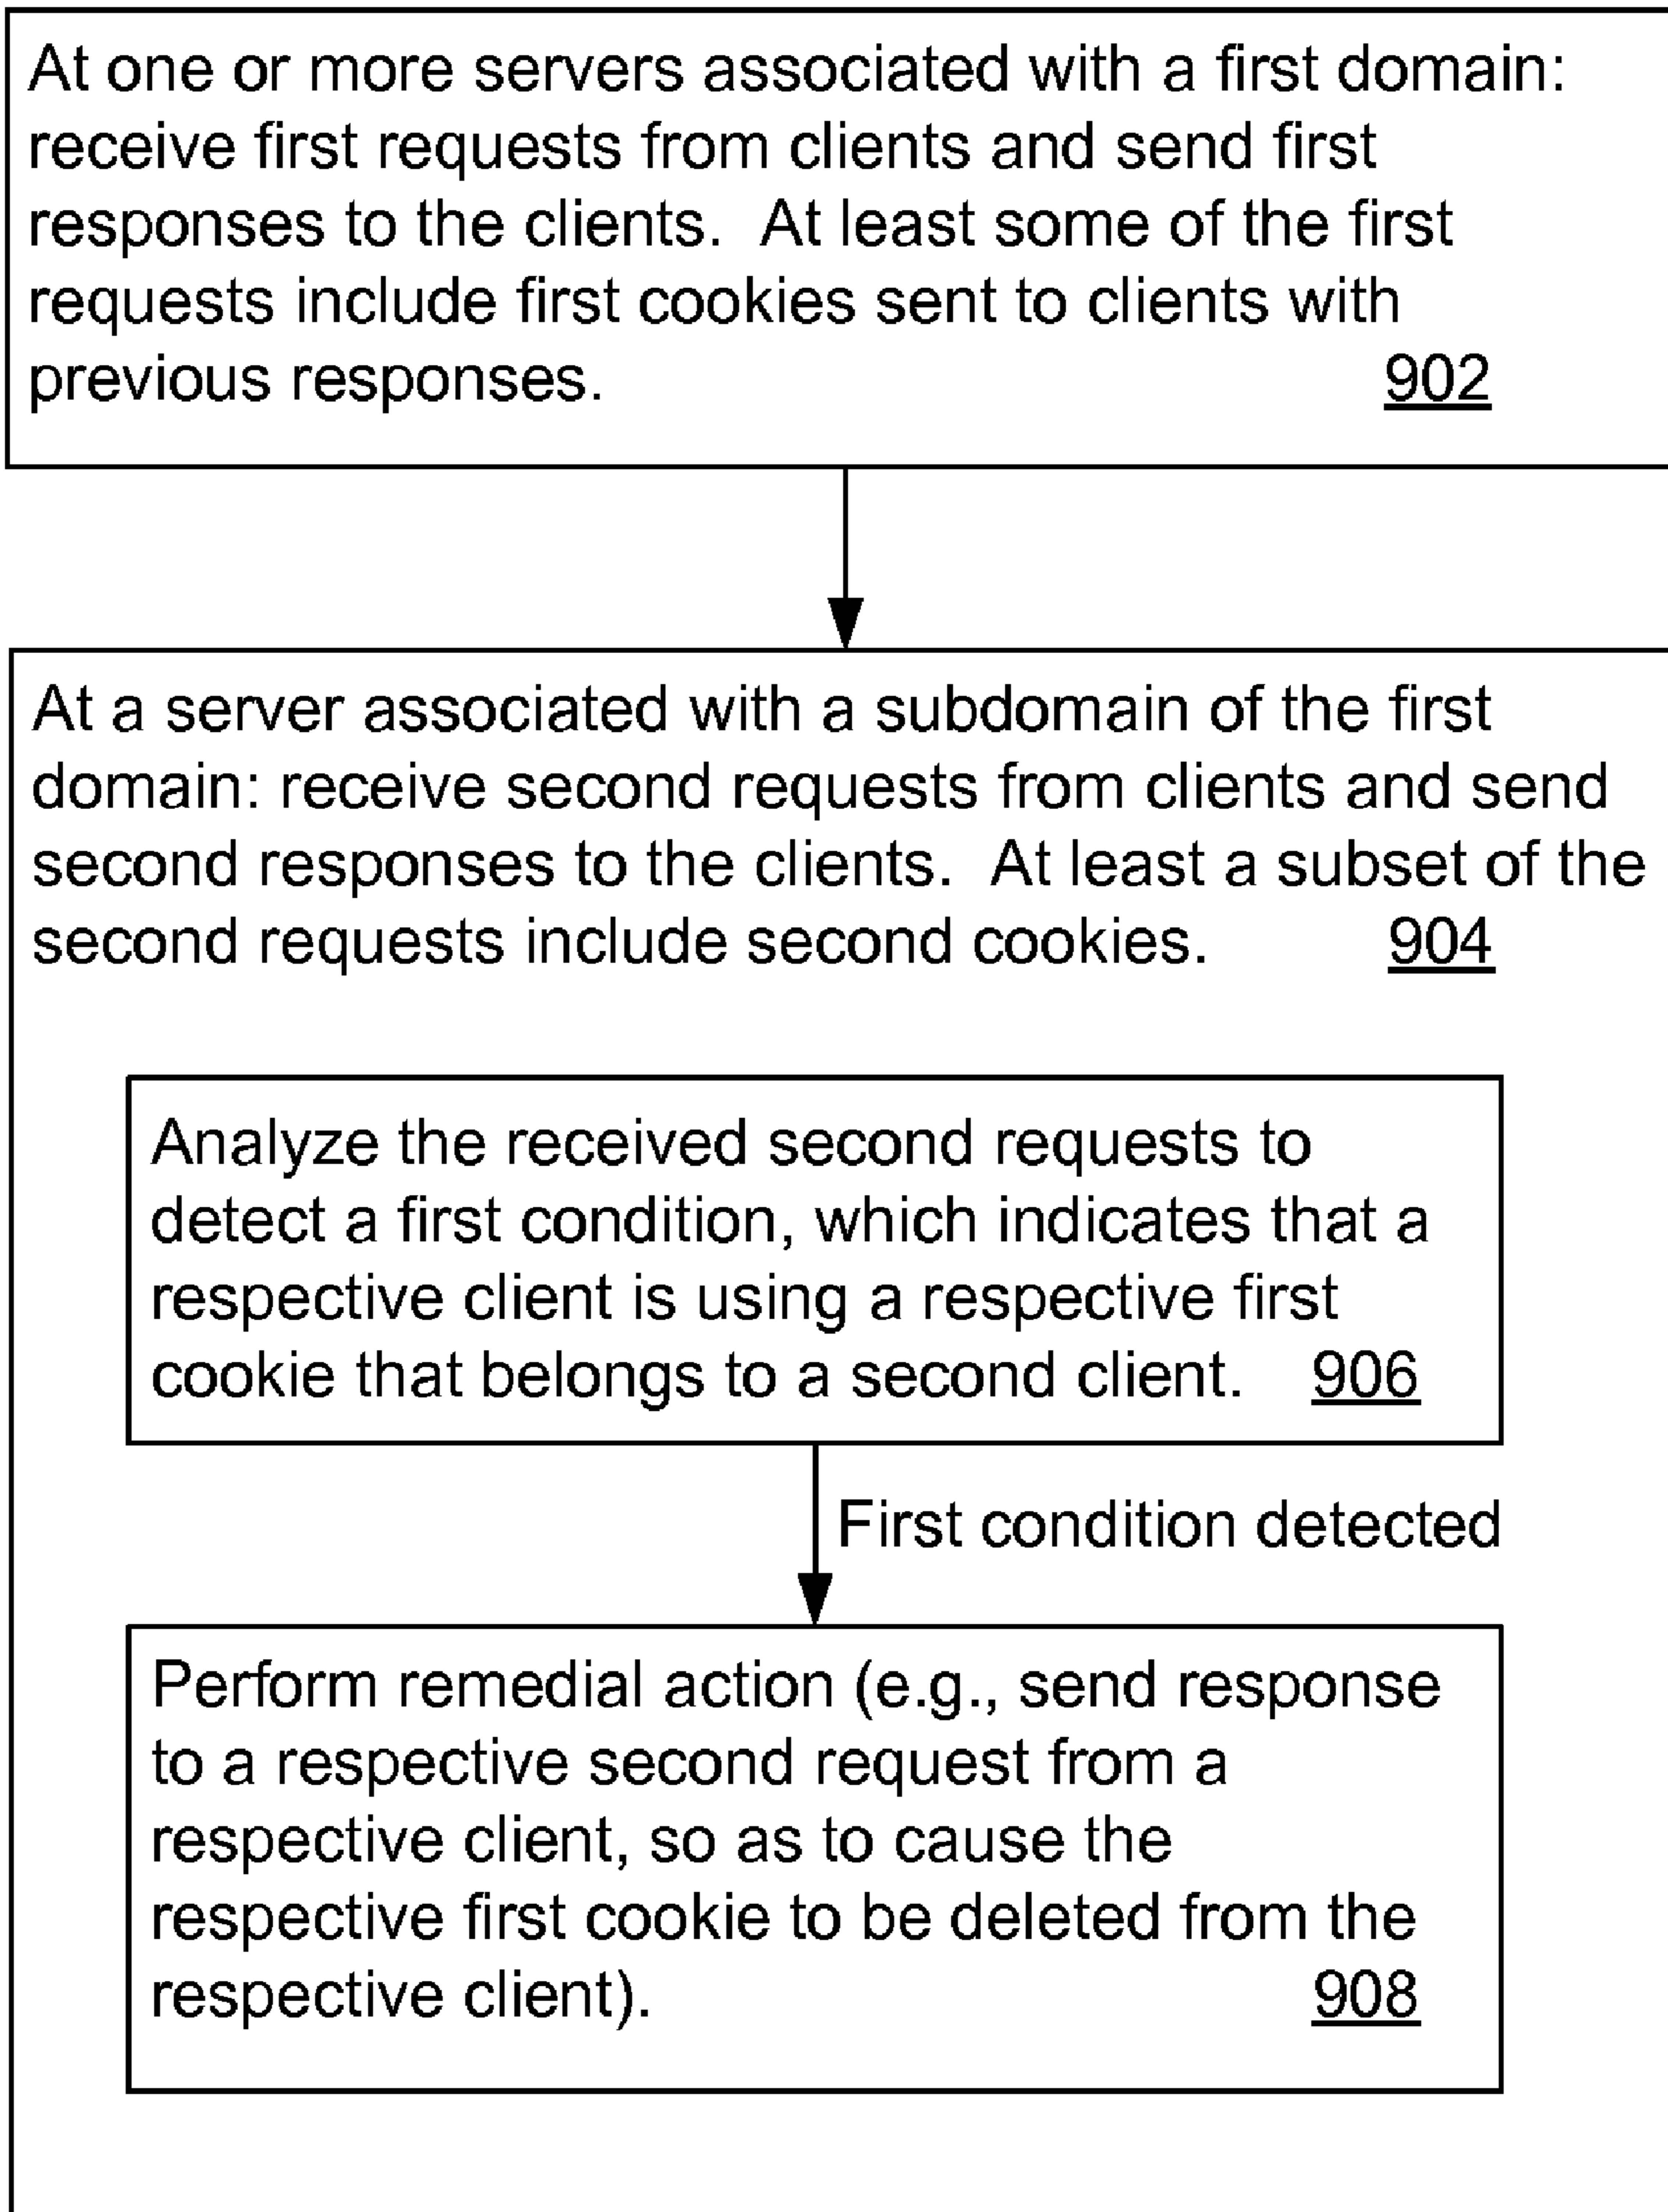 At one or more servers associated with a first domain:
receive first requests from clients and send first
responses to the clients.  At least some of the first
requests include first cookies sent to clients with
previous responses. 902
At a server associated with a subdomain of the first
domain: receive second requests from clients and send
second responses to the clients.  At least a subset of the
second requests include second cookies. 904
Analyze the received second requests to
detect a first condition, which indicates that a
respective client is using a respective first
cookie that belongs to a second client. 906
First condition detected
Perform remedial action (e.g., send response
to a respective second request from a
respective client, so as to cause the
respective first cookie to be deleted from the
respective client). 908